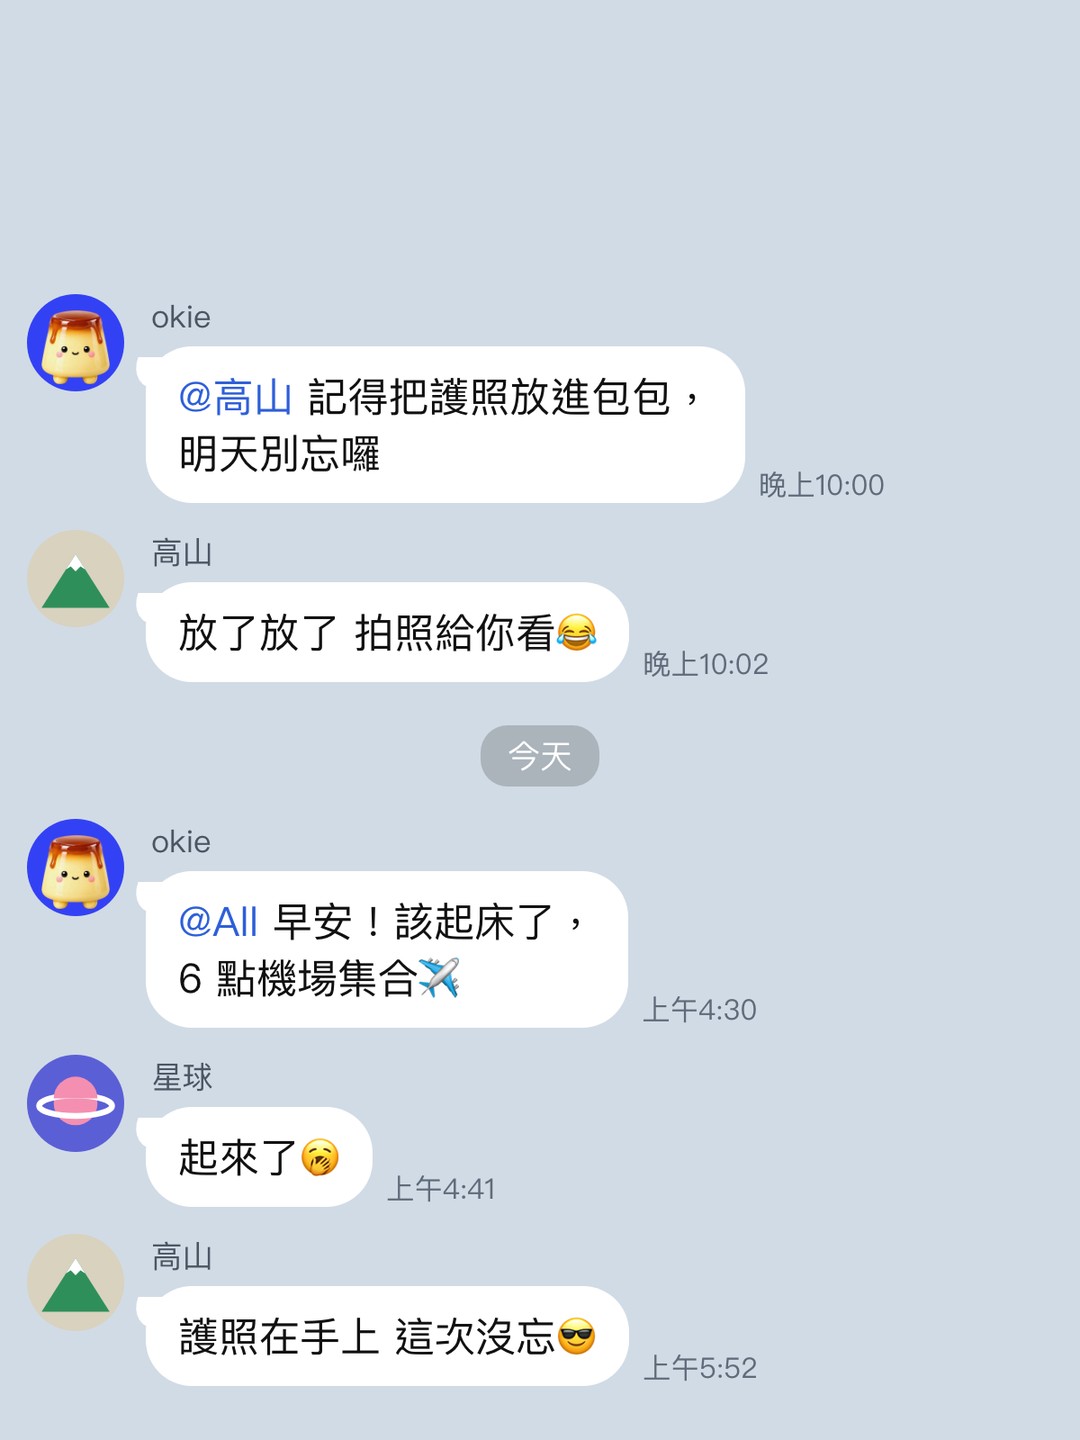 okie
@高山 記得把護照放進包包，
明天別忘囉
晚上10:00
高山
放了放了 拍照給你看😂
晚上10:02
今天
okie
@All 早安！該起床了，
6 點機場集合✈️
上午4:30
星球
起來了🥱
上午4:41
高山
護照在手上 這次沒忘😎
上午5:52